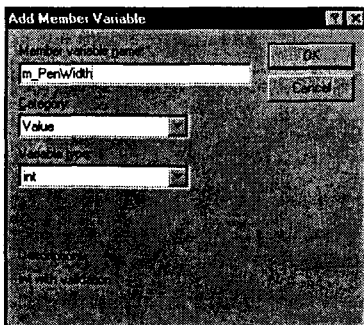 Add Member Variable
Member variable name:
m_PenWidth
OK
Cancel
Category:
Value
Variable type:
int